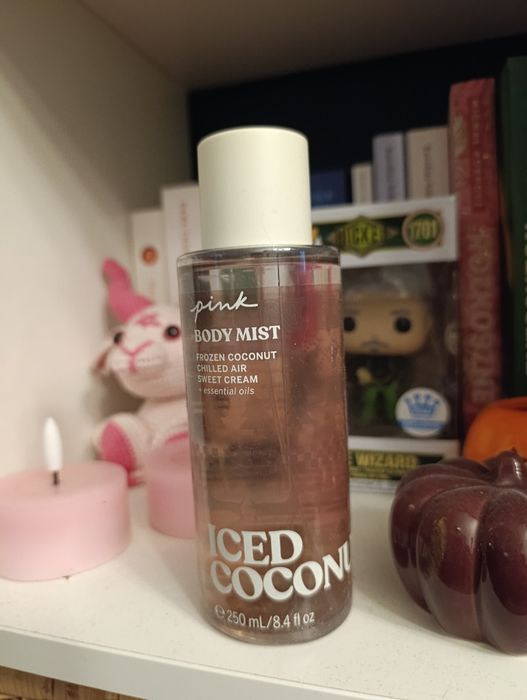 pink
BODY MIST
FROZEN COCONUT
CHILLED AIR
SWEET CREAM
+ essential oils
ICED
COCONU
℮ 250 mL/8.4 fl oz
1701
WIZARD